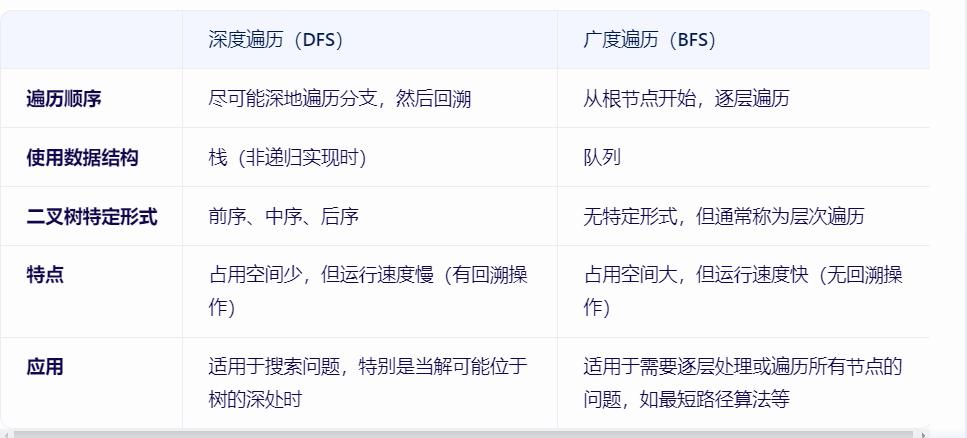 深度遍历（DFS）
广度遍历（BFS）
遍历顺序
尽可能深地遍历分支，然后回溯
从根节点开始，逐层遍历
使用数据结构
栈（非递归实现时）
队列
二叉树特定形式
前序、中序、后序
无特定形式，但通常称为层次遍历
特点
占用空间少，但运行速度慢（有回溯操
作）
占用空间大，但运行速度快（无回溯操
作）
应用
适用于搜索问题，特别是当解可能位于
树的深处时
适用于需要逐层处理或遍历所有节点的
问题，如最短路径算法等